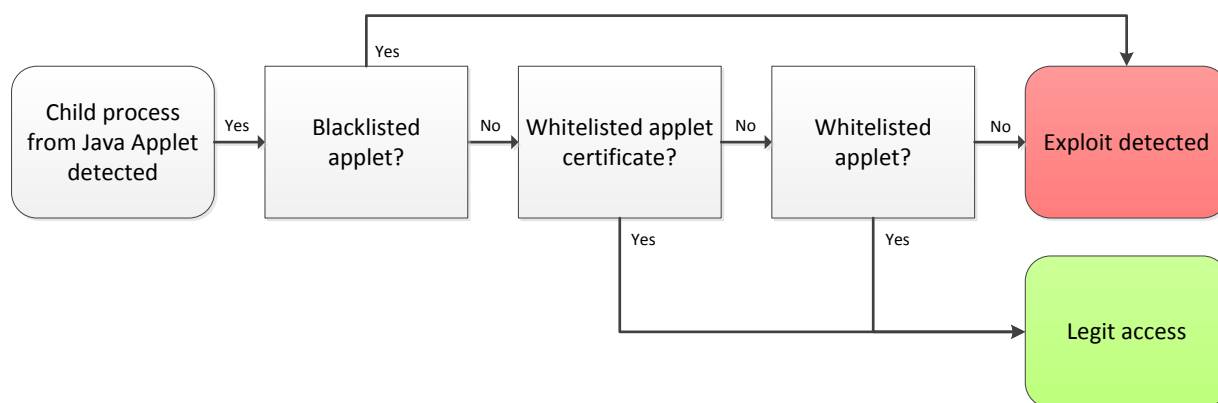 Yes
Child process
from Java Applet
detected
Yes
Blacklisted
applet?
No
Whitelisted applet
certificate?
No
Whitelisted
applet?
No
Exploit detected
Yes
Yes
Legit access